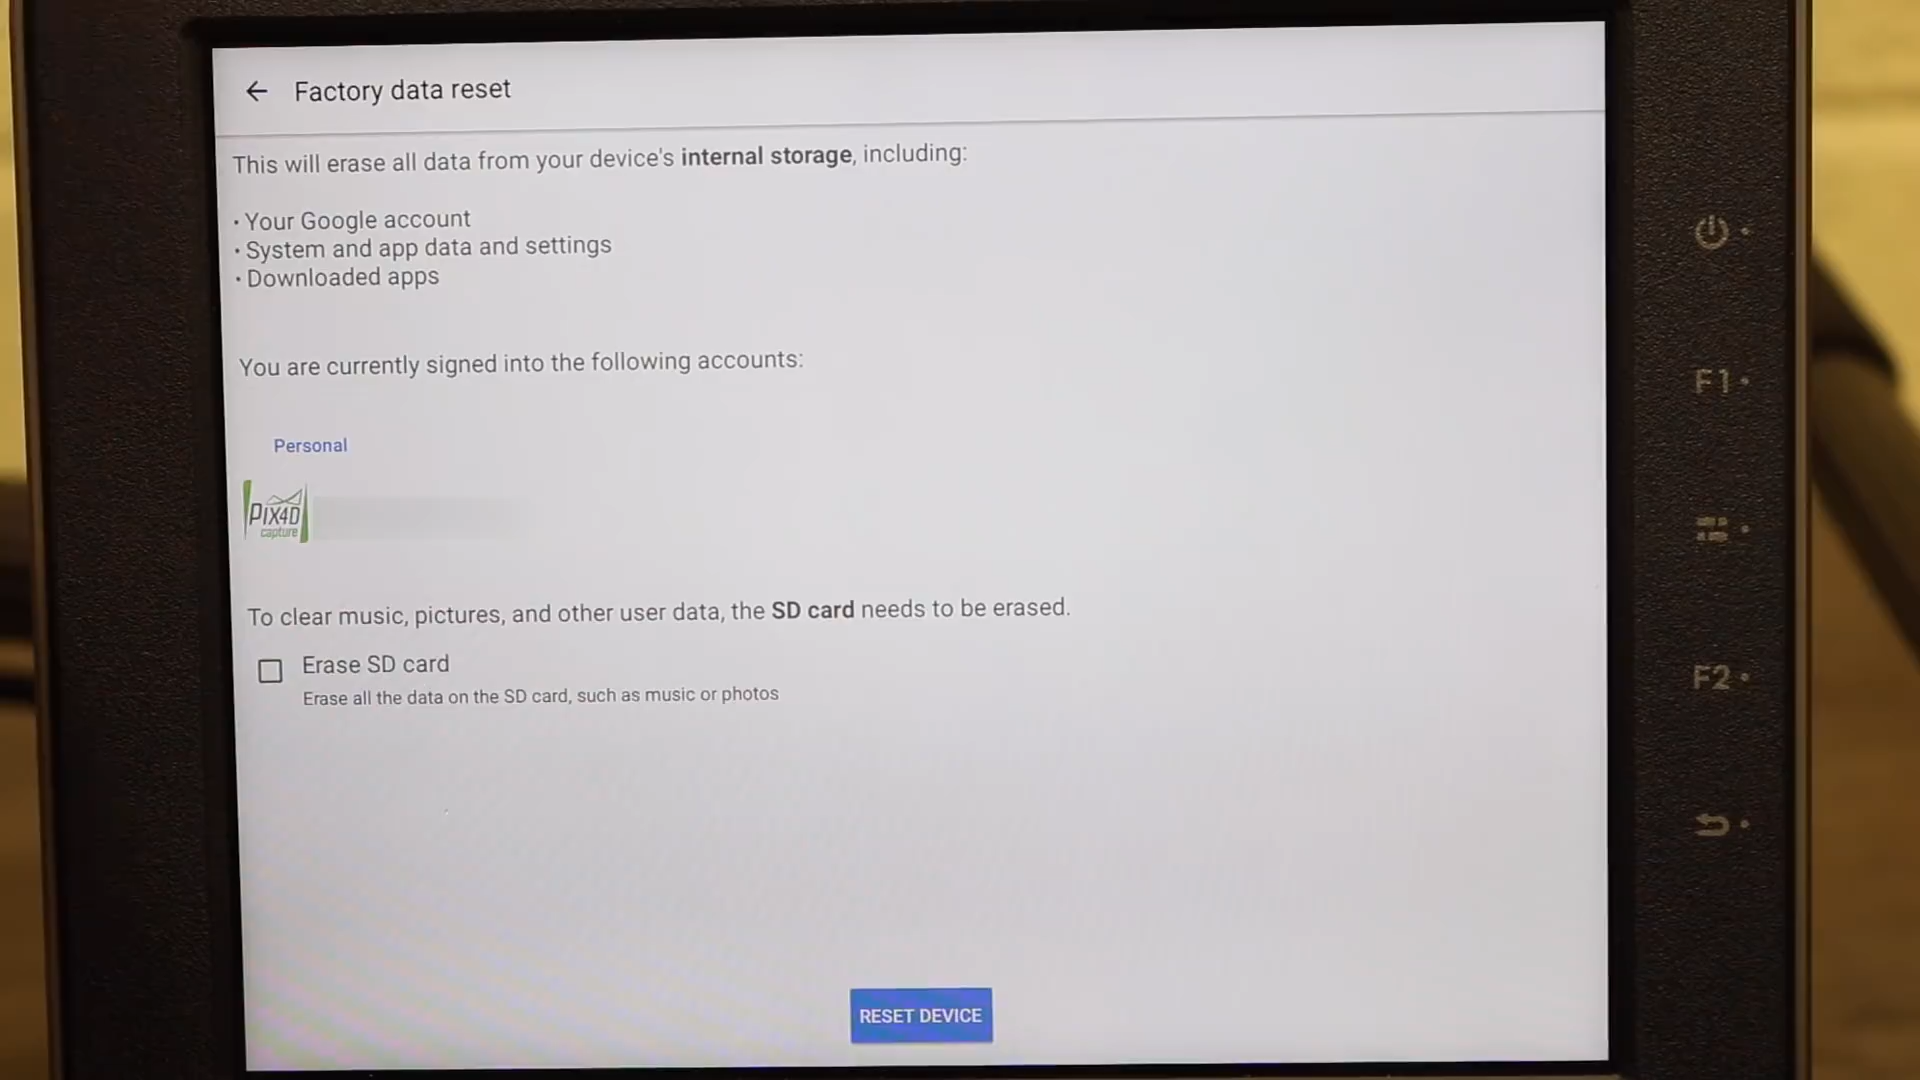 Factory data reset
This will erase all data from your device's internal storage, including:
• Your Google account
• System and app data and settings
• Downloaded apps
You are currently signed into the following accounts:
Personal
PIX4D
capture
To clear music, pictures, and other user data, the SD card needs to be erased.
Erase SD card
Erase all the data on the SD card, such as music or photos
RESET DEVICE
F1
F2